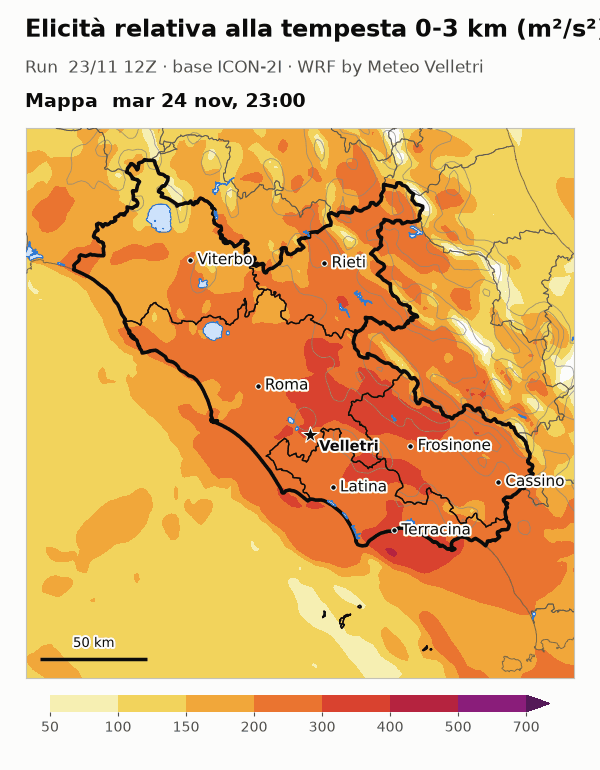 Elicità relativa alla tempesta 0-3 km (m²/s²)
Run 23/11 12Z · base ICON-2I · WRF by Meteo Velletri
Mappa mar 24 nov, 23:00
Viterbo
Rieti
Roma
Velletri
Frosinone
Cassino
Latina
Terracina
50 km
50 100 150 200 300 400 500 700